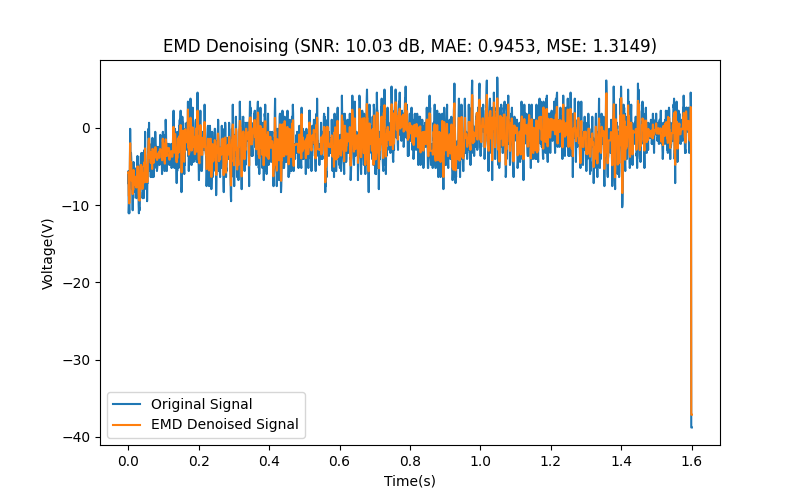 EMD Denoising (SNR: 10.03 dB, MAE: 0.9453, MSE: 1.3149)
0
−10
−20
−30
−40
Voltage(V)
Original Signal
EMD Denoised Signal
0.0 0.2 0.4 0.6 0.8 1.0 1.2 1.4 1.6
Time(s)